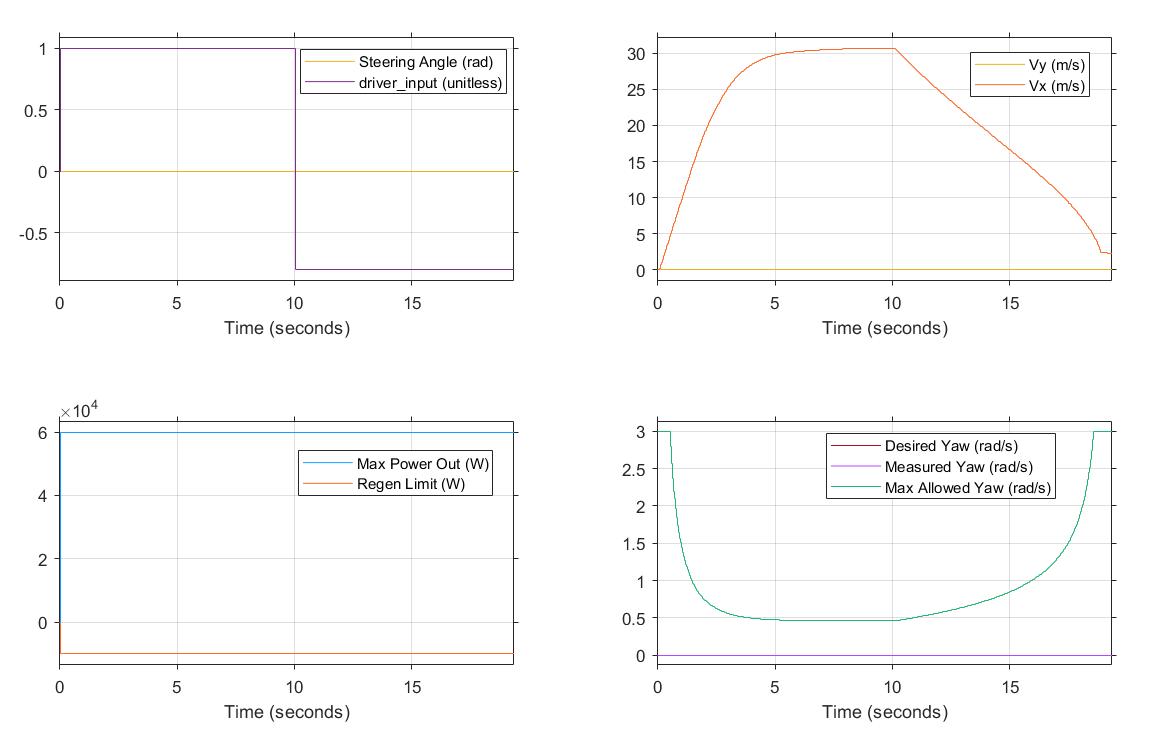 1
0.5
0
-0.5
Steering Angle (rad)
driver_input (unitless)
0 5 10 15
Time (seconds)
30
25
20
15
10
5
0
Vy (m/s)
Vx (m/s)
0 5 10 15
Time (seconds)
×10⁴
6
4
2
0
Max Power Out (W)
Regen Limit (W)
0 5 10 15
Time (seconds)
3
2.5
2
1.5
1
0.5
0
Desired Yaw (rad/s)
Measured Yaw (rad/s)
Max Allowed Yaw (rad/s)
0 5 10 15
Time (seconds)